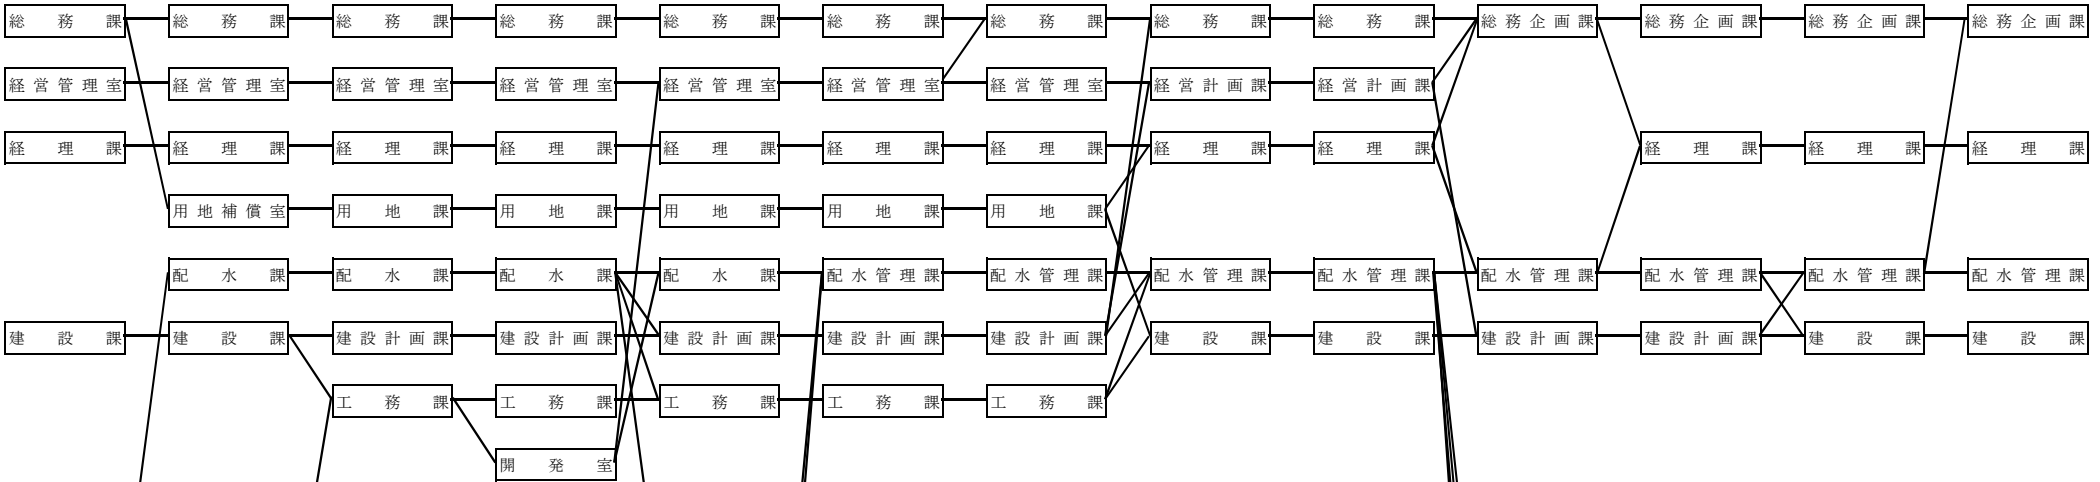 総務課 総務課 総務課 総務課 総務課 総務課 総務課 総務課 総務課 総務企画課 総務企画課 総務企画課 総務企画課
経営管理室 経営管理室 経営管理室 経営管理室 経営管理室 経営管理室 経営管理室 経営計画課 経営計画課
経理課 経理課 経理課 経理課 経理課 経理課 経理課 経理課 経理課 経理課 経理課 経理課
用地補償室 用地課 用地課 用地課 用地課 用地課
配水課 配水課 配水課 配水課 配水管理課 配水管理課 配水管理課 配水管理課 配水管理課 配水管理課 配水管理課 配水管理課
建設課 建設課 建設計画課 建設計画課 建設計画課 建設計画課 建設計画課 建設課 建設課 建設計画課 建設計画課 建設課 建設課
工務課 工務課 工務課 工務課 工務課
開発室